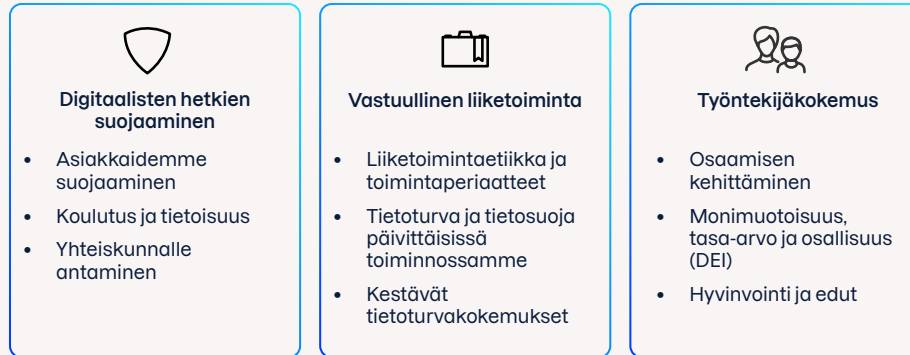 Digitaalisten hetkien
suojaaminen
• Asiakkaidemme
suojaaminen
• Koulutus ja tietoisuus
• Yhteiskunnalle
antaminen
Vastuullinen liiketoiminta
• Liiketoimintaetiikka ja
toimintaperiaatteet
• Tietoturva ja tietosuoja
päivittäisissä
toiminnossamme
• Kestävät
tietoturvakokemukset
Työntekijäkokemus
• Osaamisen
kehittäminen
• Monimuotoisuus,
tasa-arvo ja osallisuus
(DEI)
• Hyvinvointi ja edut